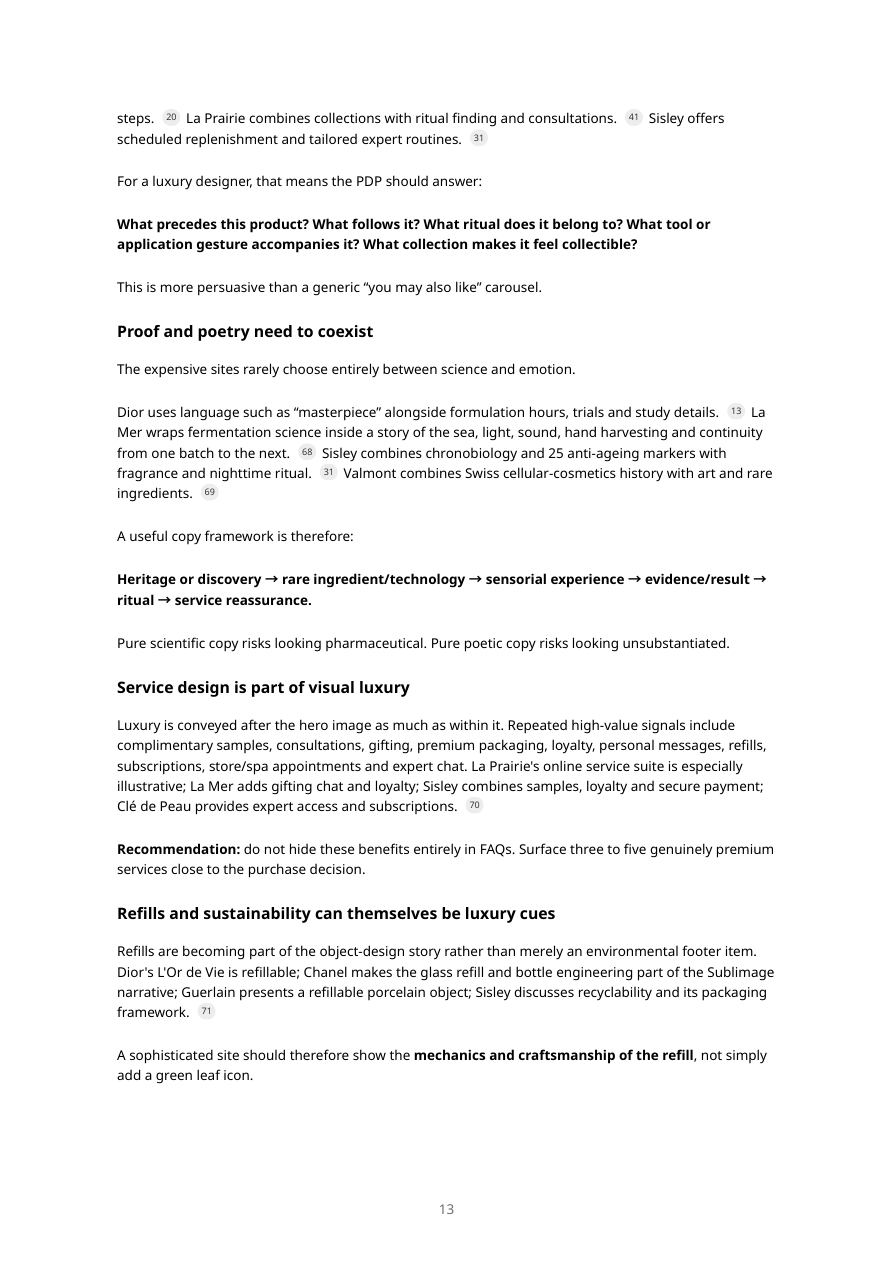 steps. 20 La Prairie combines collections with ritual finding and consultations. 41 Sisley offers
scheduled replenishment and tailored expert routines. 31
For a luxury designer, that means the PDP should answer:
What precedes this product? What follows it? What ritual does it belong to? What tool or
application gesture accompanies it? What collection makes it feel collectible?
This is more persuasive than a generic “you may also like” carousel.
Proof and poetry need to coexist
The expensive sites rarely choose entirely between science and emotion.
Dior uses language such as “masterpiece” alongside formulation hours, trials and study details. 13 La
Mer wraps fermentation science inside a story of the sea, light, sound, hand harvesting and continuity
from one batch to the next. 68 Sisley combines chronobiology and 25 anti-ageing markers with
fragrance and nighttime ritual. 31 Valmont combines Swiss cellular-cosmetics history with art and rare
ingredients. 69
A useful copy framework is therefore:
Heritage or discovery → rare ingredient/technology → sensorial experience → evidence/result →
ritual → service reassurance.
Pure scientific copy risks looking pharmaceutical. Pure poetic copy risks looking unsubstantiated.
Service design is part of visual luxury
Luxury is conveyed after the hero image as much as within it. Repeated high-value signals include
complimentary samples, consultations, gifting, premium packaging, loyalty, personal messages, refills,
subscriptions, store/spa appointments and expert chat. La Prairie's online service suite is especially
illustrative; La Mer adds gifting chat and loyalty; Sisley combines samples, loyalty and secure payment;
Clé de Peau provides expert access and subscriptions. 70
Recommendation: do not hide these benefits entirely in FAQs. Surface three to five genuinely premium
services close to the purchase decision.
Refills and sustainability can themselves be luxury cues
Refills are becoming part of the object-design story rather than merely an environmental footer item.
Dior's L'Or de Vie is refillable; Chanel makes the glass refill and bottle engineering part of the Sublimage
narrative; Guerlain presents a refillable porcelain object; Sisley discusses recyclability and its packaging
framework. 71
A sophisticated site should therefore show the mechanics and craftsmanship of the refill, not simply
add a green leaf icon.
13